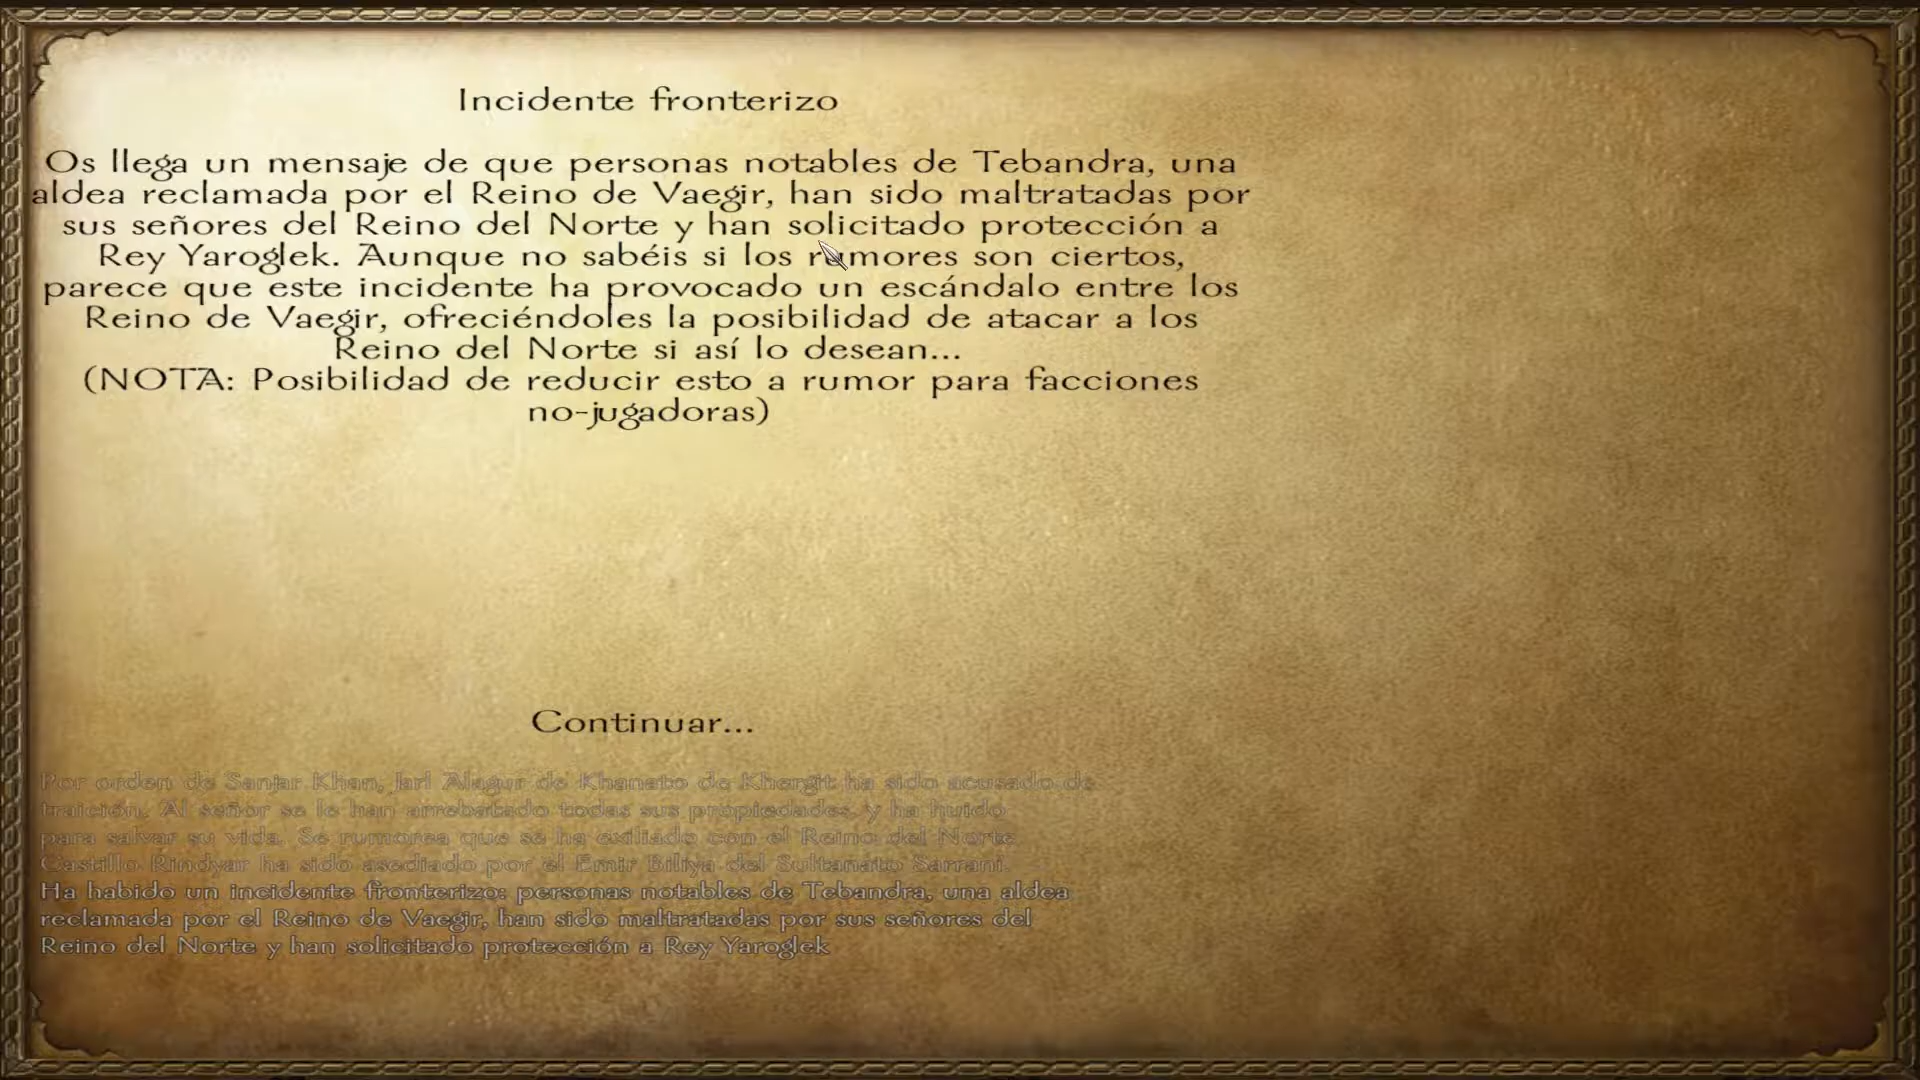 Incidente fronterizo
Os llega un mensaje de que personas notables de Tebandra, una
aldea reclamada por el Reino de Vaegir, han sido maltratadas por
sus señores del Reino del Norte y han solicitado protección a
Rey Yaroglek. Aunque no sabéis si los rumores son ciertos,
parece que este incidente ha provocado un escándalo entre los
Reino de Vaegir, ofreciéndoles la posibilidad de atacar a los
Reino del Norte si así lo desean...
(NOTA: Posibilidad de reducir esto a rumor para facciones
no-jugadoras)
Continuar...
Por orden de Sanjar Khan, Jarl Alagur de Khanato de Khergit ha sido acusado de
traición. Al señor se le han arrebatado todas sus propiedades, y ha huido
para salvar su vida. Se rumorea que se ha exiliado con el Reino del Norte
Castillo Rindyar ha sido asediado por el Emir Biliya del Sultanato Sarraní.
Ha habido un incidente fronterizo: personas notables de Tebandra, una aldea
reclamada por el Reino de Vaegir, han sido maltratadas por sus señores del
Reino del Norte y han solicitado protección a Rey Yaroglek